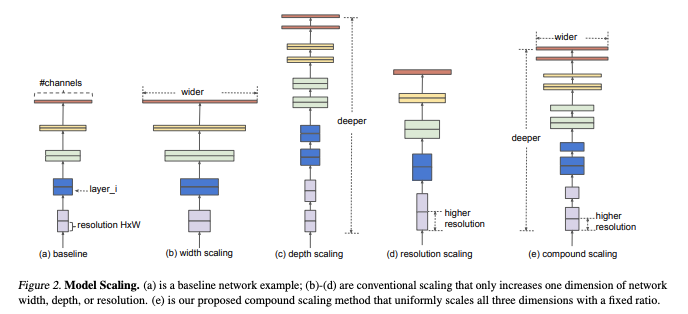 #channels
wider
wider
deeper
deeper
layer_i
resolution HxW
higher
resolution
higher
resolution
(a) baseline
(b) width scaling
(c) depth scaling
(d) resolution scaling
(e) compound scaling
Figure 2. Model Scaling. (a) is a baseline network example; (b)-(d) are conventional scaling that only increases one dimension of network
width, depth, or resolution. (e) is our proposed compound scaling method that uniformly scales all three dimensions with a fixed ratio.